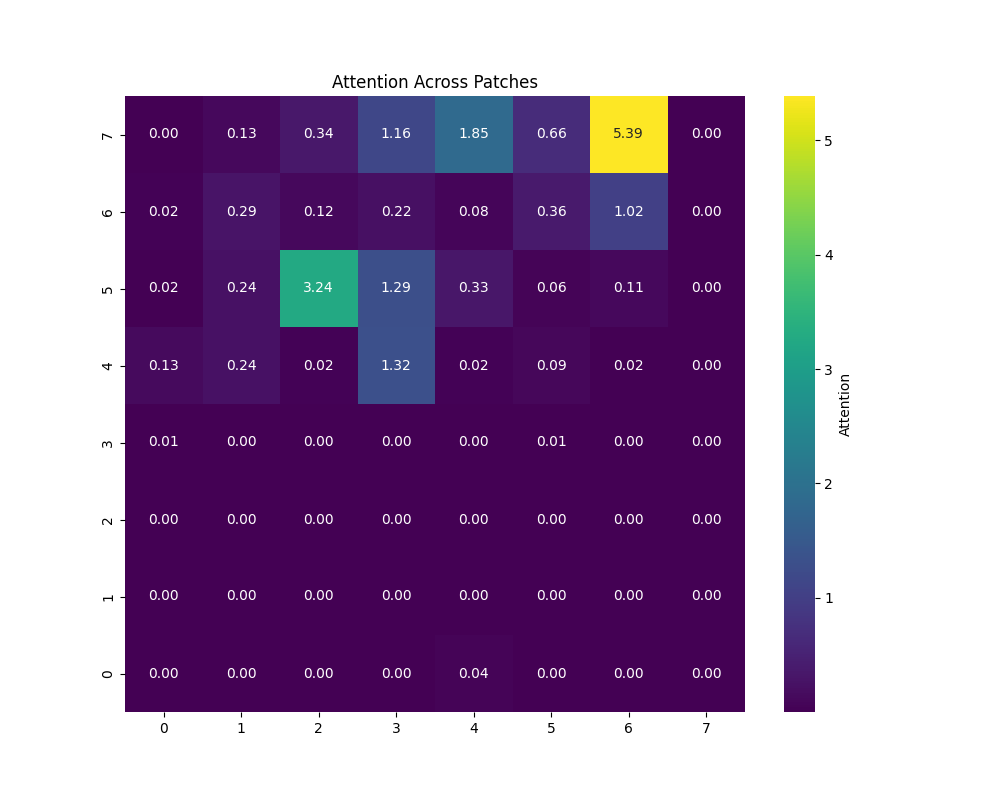 Attention Across Patches
7 0.00 0.13 0.34 1.16 1.85 0.66 5.39 0.00
6 0.02 0.29 0.12 0.22 0.08 0.36 1.02 0.00
5 0.02 0.24 3.24 1.29 0.33 0.06 0.11 0.00
4 0.13 0.24 0.02 1.32 0.02 0.09 0.02 0.00
3 0.01 0.00 0.00 0.00 0.00 0.01 0.00 0.00
2 0.00 0.00 0.00 0.00 0.00 0.00 0.00 0.00
1 0.00 0.00 0.00 0.00 0.00 0.00 0.00 0.00
0 0.00 0.00 0.00 0.00 0.04 0.00 0.00 0.00
0 1 2 3 4 5 6 7
5
4
3
2
1
Attention